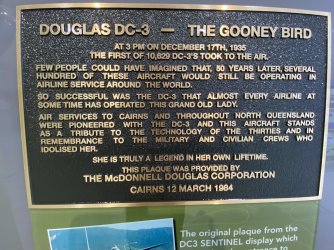 DOUGLAS DC-3 — THE GOONEY BIRD
AT 3 PM ON DECEMBER 17TH, 1935
THE FIRST OF 10,629 DC-3'S TOOK TO THE AIR.
FEW PEOPLE COULD HAVE IMAGINED THAT, 50 YEARS LATER, SEVERAL
HUNDRED OF THESE AIRCRAFT WOULD STILL BE OPERATING IN
AIRLINE SERVICE AROUND THE WORLD.
SO SUCCESSFUL WAS THE DC-3 THAT ALMOST EVERY AIRLINE AT
SOME TIME HAS OPERATED THIS GRAND OLD LADY.
AIR SERVICES TO CAIRNS AND THROUGHOUT NORTH QUEENSLAND
WERE PIONEERED WITH THE DC-3 AND THIS AIRCRAFT STANDS
AS A TRIBUTE TO THE TECHNOLOGY OF THE THIRTIES AND IN
REMEMBRANCE TO THE MILITARY AND CIVILIAN CREWS WHO
IDOLISED HER.
SHE IS TRULY A LEGEND IN HER OWN LIFETIME.
THIS PLAQUE WAS PROVIDED BY
THE McDONNELL DOUGLAS CORPORATION
CAIRNS 12 MARCH 1984
The original plaque from the
DC3 SENTINEL display which